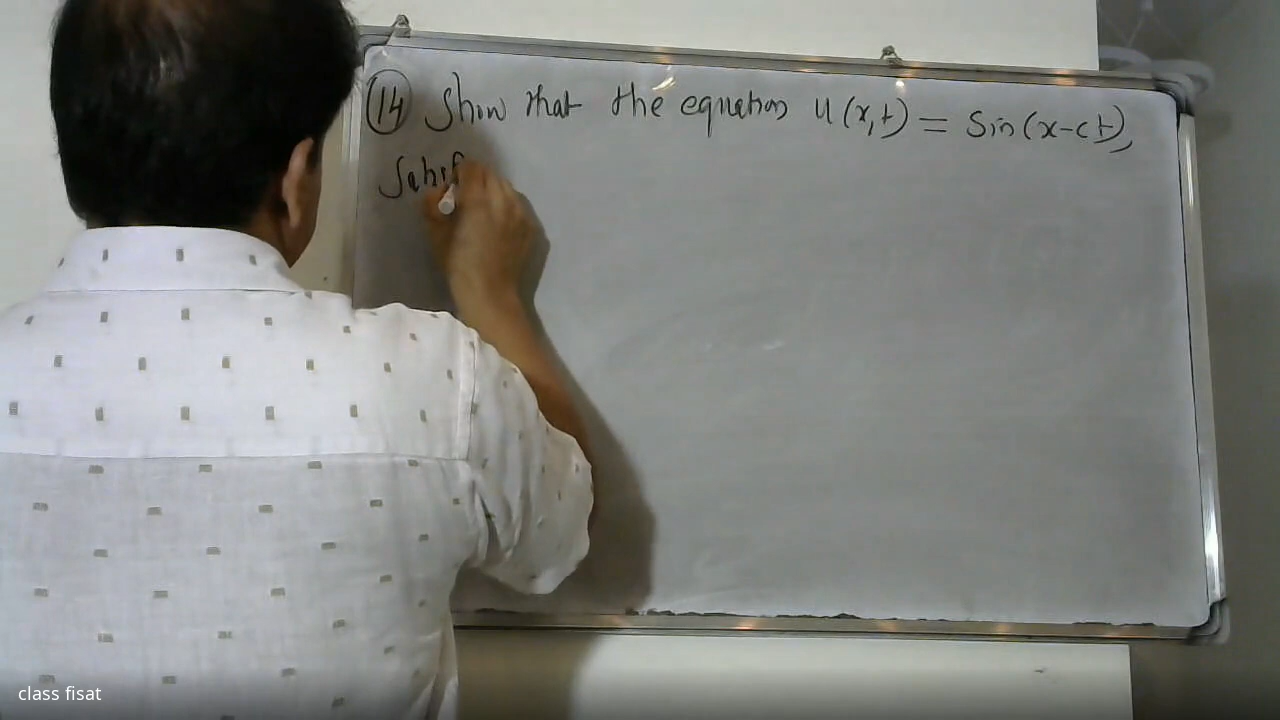 (14) Show that the equation u(x,t) = Sin(x-ct),
Satisf
class fisat